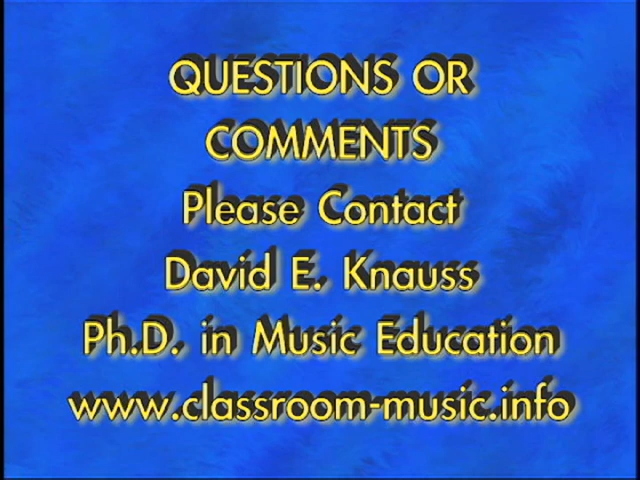 QUESTIONS OR
COMMENTS
Please Contact
David E. Knauss
Ph.D. in Music Education
www.classroom-music.info